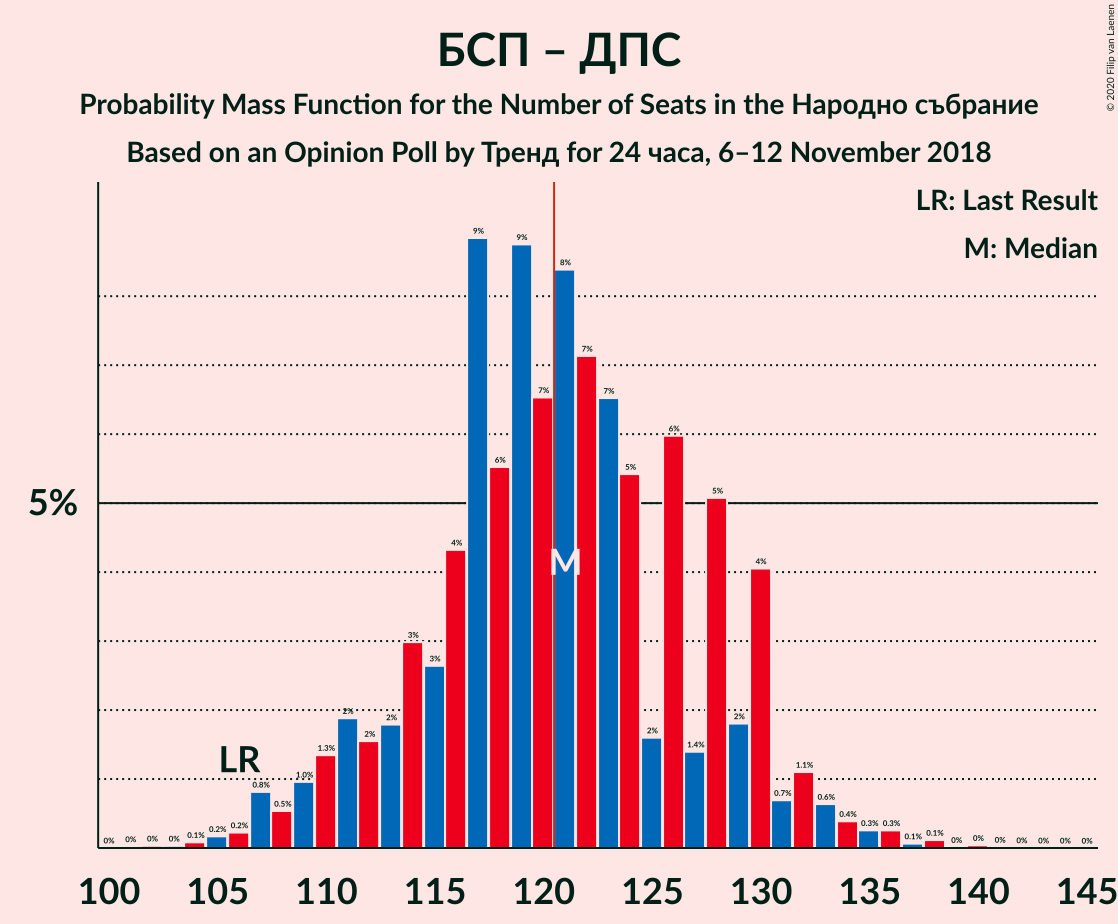 БСП – ДПС
Probability Mass Function for the Number of Seats in the Народно събрание
Based on an Opinion Poll by Тренд for 24 часа, 6–12 November 2018
© 2020 Filip van Laenen
LR: Last Result
M: Median
5%
LR
M
0% 0% 0% 0% 0.1% 0.2% 0.2% 0.8% 0.5% 1.0% 1.3% 2% 2% 2% 3% 3% 4% 9% 6% 9% 7% 8% 7% 7% 5% 2% 6% 1.4% 5% 2% 4% 0.7% 1.1% 0.6% 0.4% 0.3% 0.3% 0.1% 0.1% 0% 0% 0% 0% 0% 0% 0%
100 105 110 115 120 125 130 135 140 145